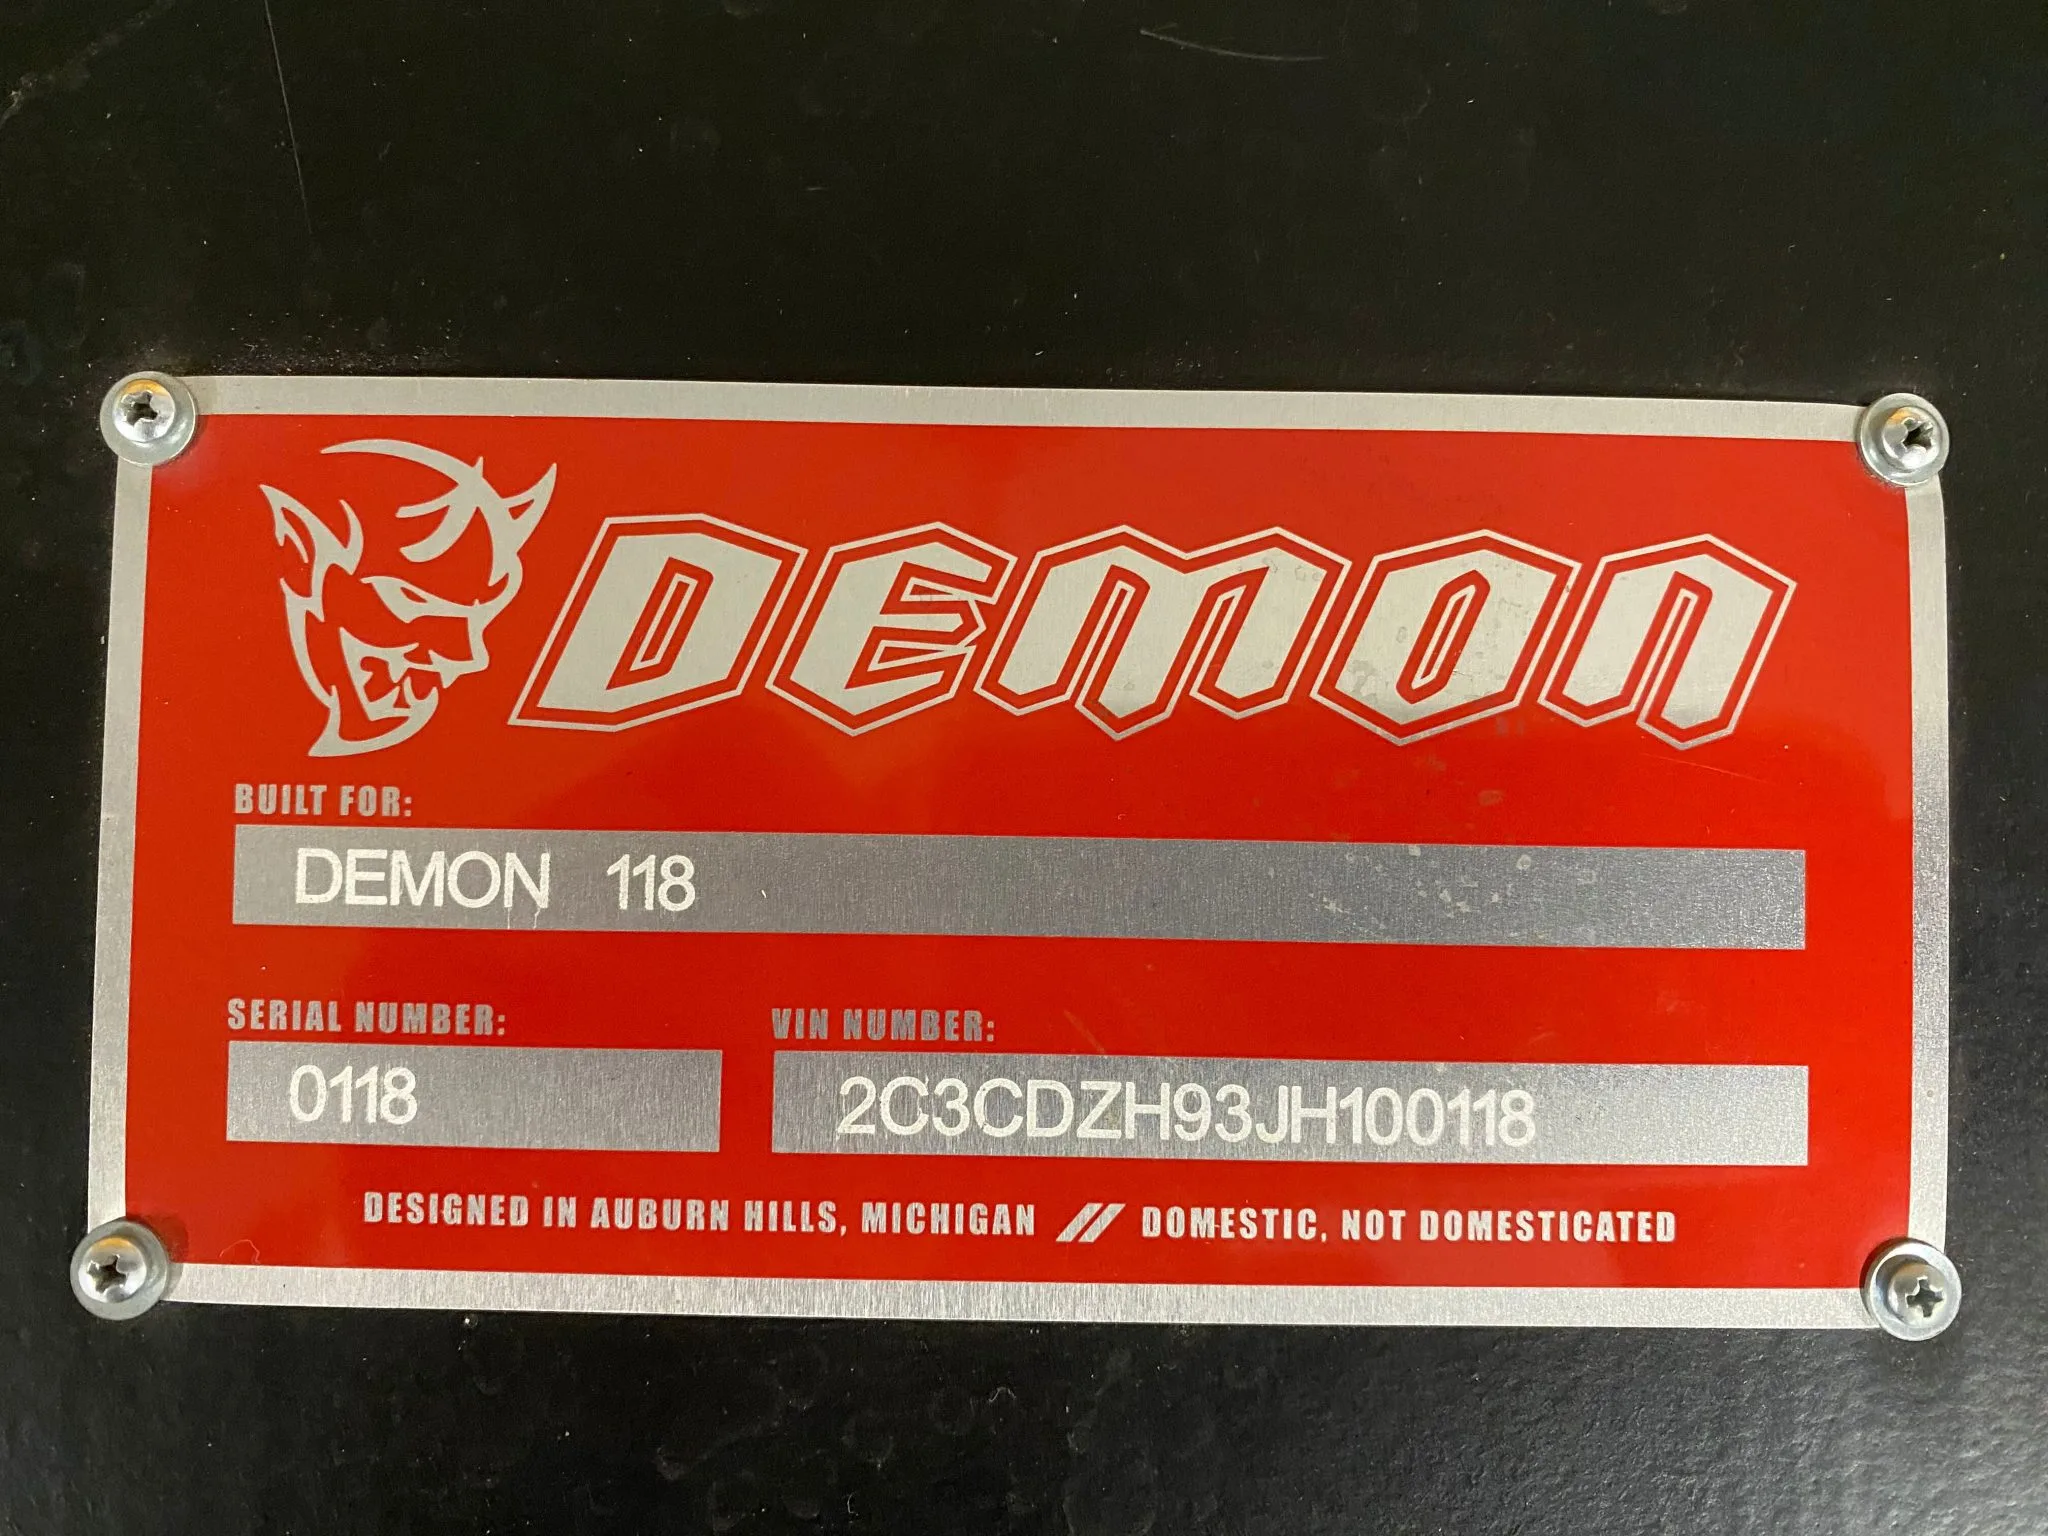 DEMON
BUILT FOR:
DEMON 118
SERIAL NUMBER:
0118
VIN NUMBER:
2C3CDZH93JH100118
DESIGNED IN AUBURN HILLS, MICHIGAN // DOMESTIC, NOT DOMESTICATED